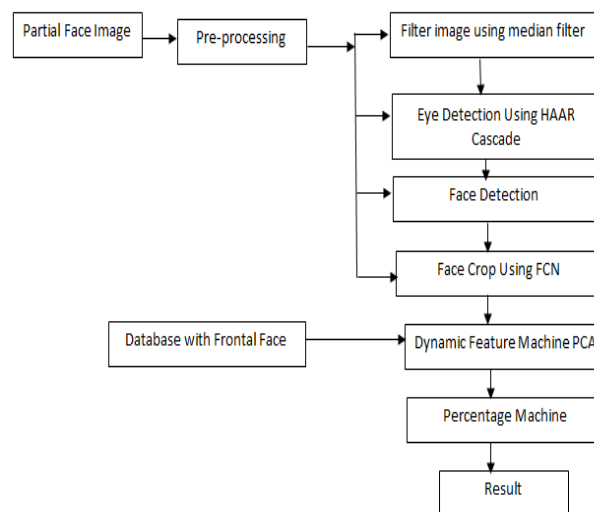 Partial Face Image
Pre-processing
Filter image using median filter
Eye Detection Using HAAR
Cascade
Face Detection
Face Crop Using FCN
Database with Frontal Face
Dynamic Feature Machine PCA
Percentage Machine
Result